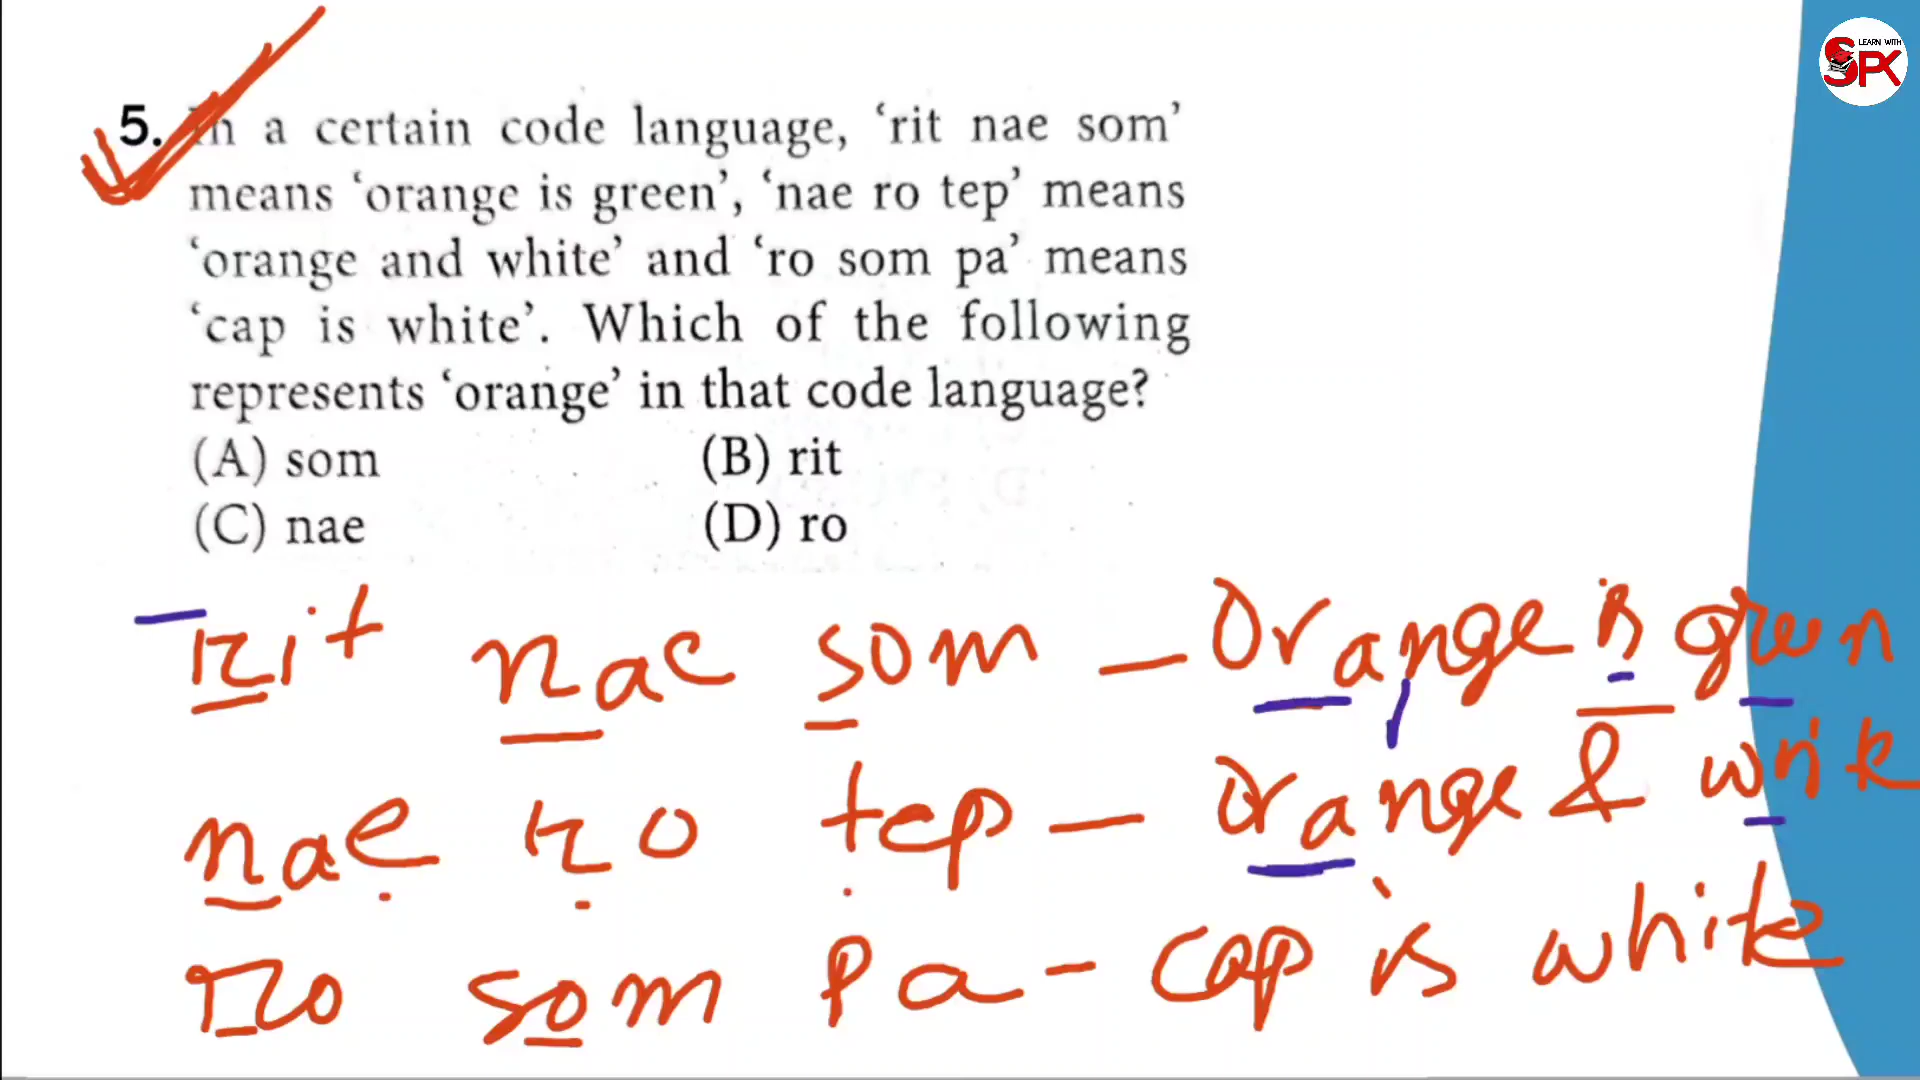 LEARN WITH
SPK
5. In a certain code language, ‘rit nae som’
means ‘orange is green’, ‘nae ro tep’ means
‘orange and white’ and ‘ro som pa’ means
‘cap is white’. Which of the following
represents ‘orange’ in that code language?
(A) som (B) rit
(C) nae (D) ro
rit nae som – Orange is green
nae ro tep – Orange &
ro som pa – cap is white